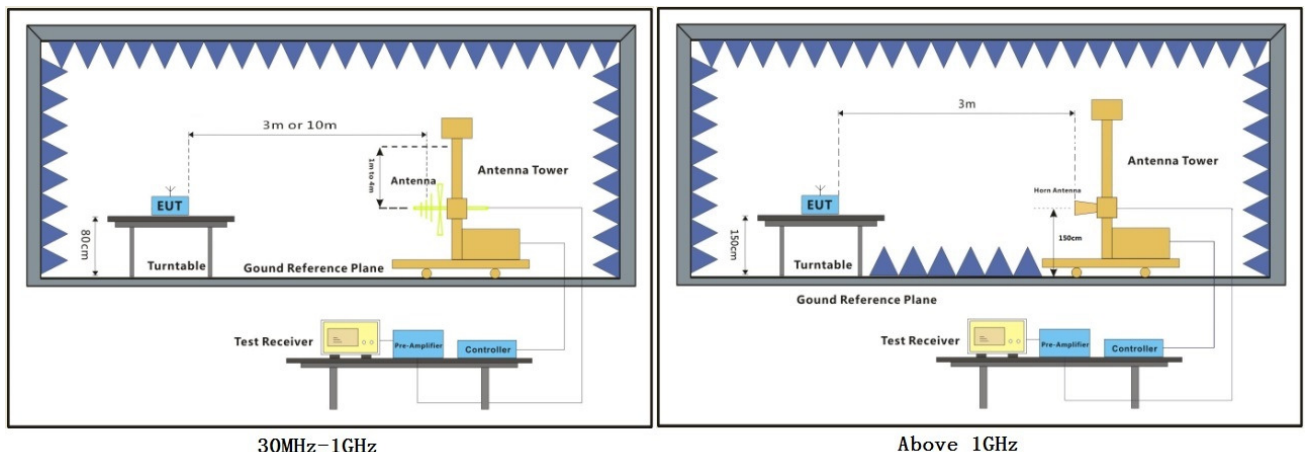 3m or 10m
1m to 4m
Antenna
Antenna Tower
EUT
80cm
Turntable
Gound Reference Plane
Test Receiver
Pre-Amplifier
Controller
30MHz-1GHz
3m
Antenna Tower
Horn Antenna
EUT
150cm
150cm
Turntable
Gound Reference Plane
Test Receiver
Pre-Amplifier
Controller
Above 1GHz